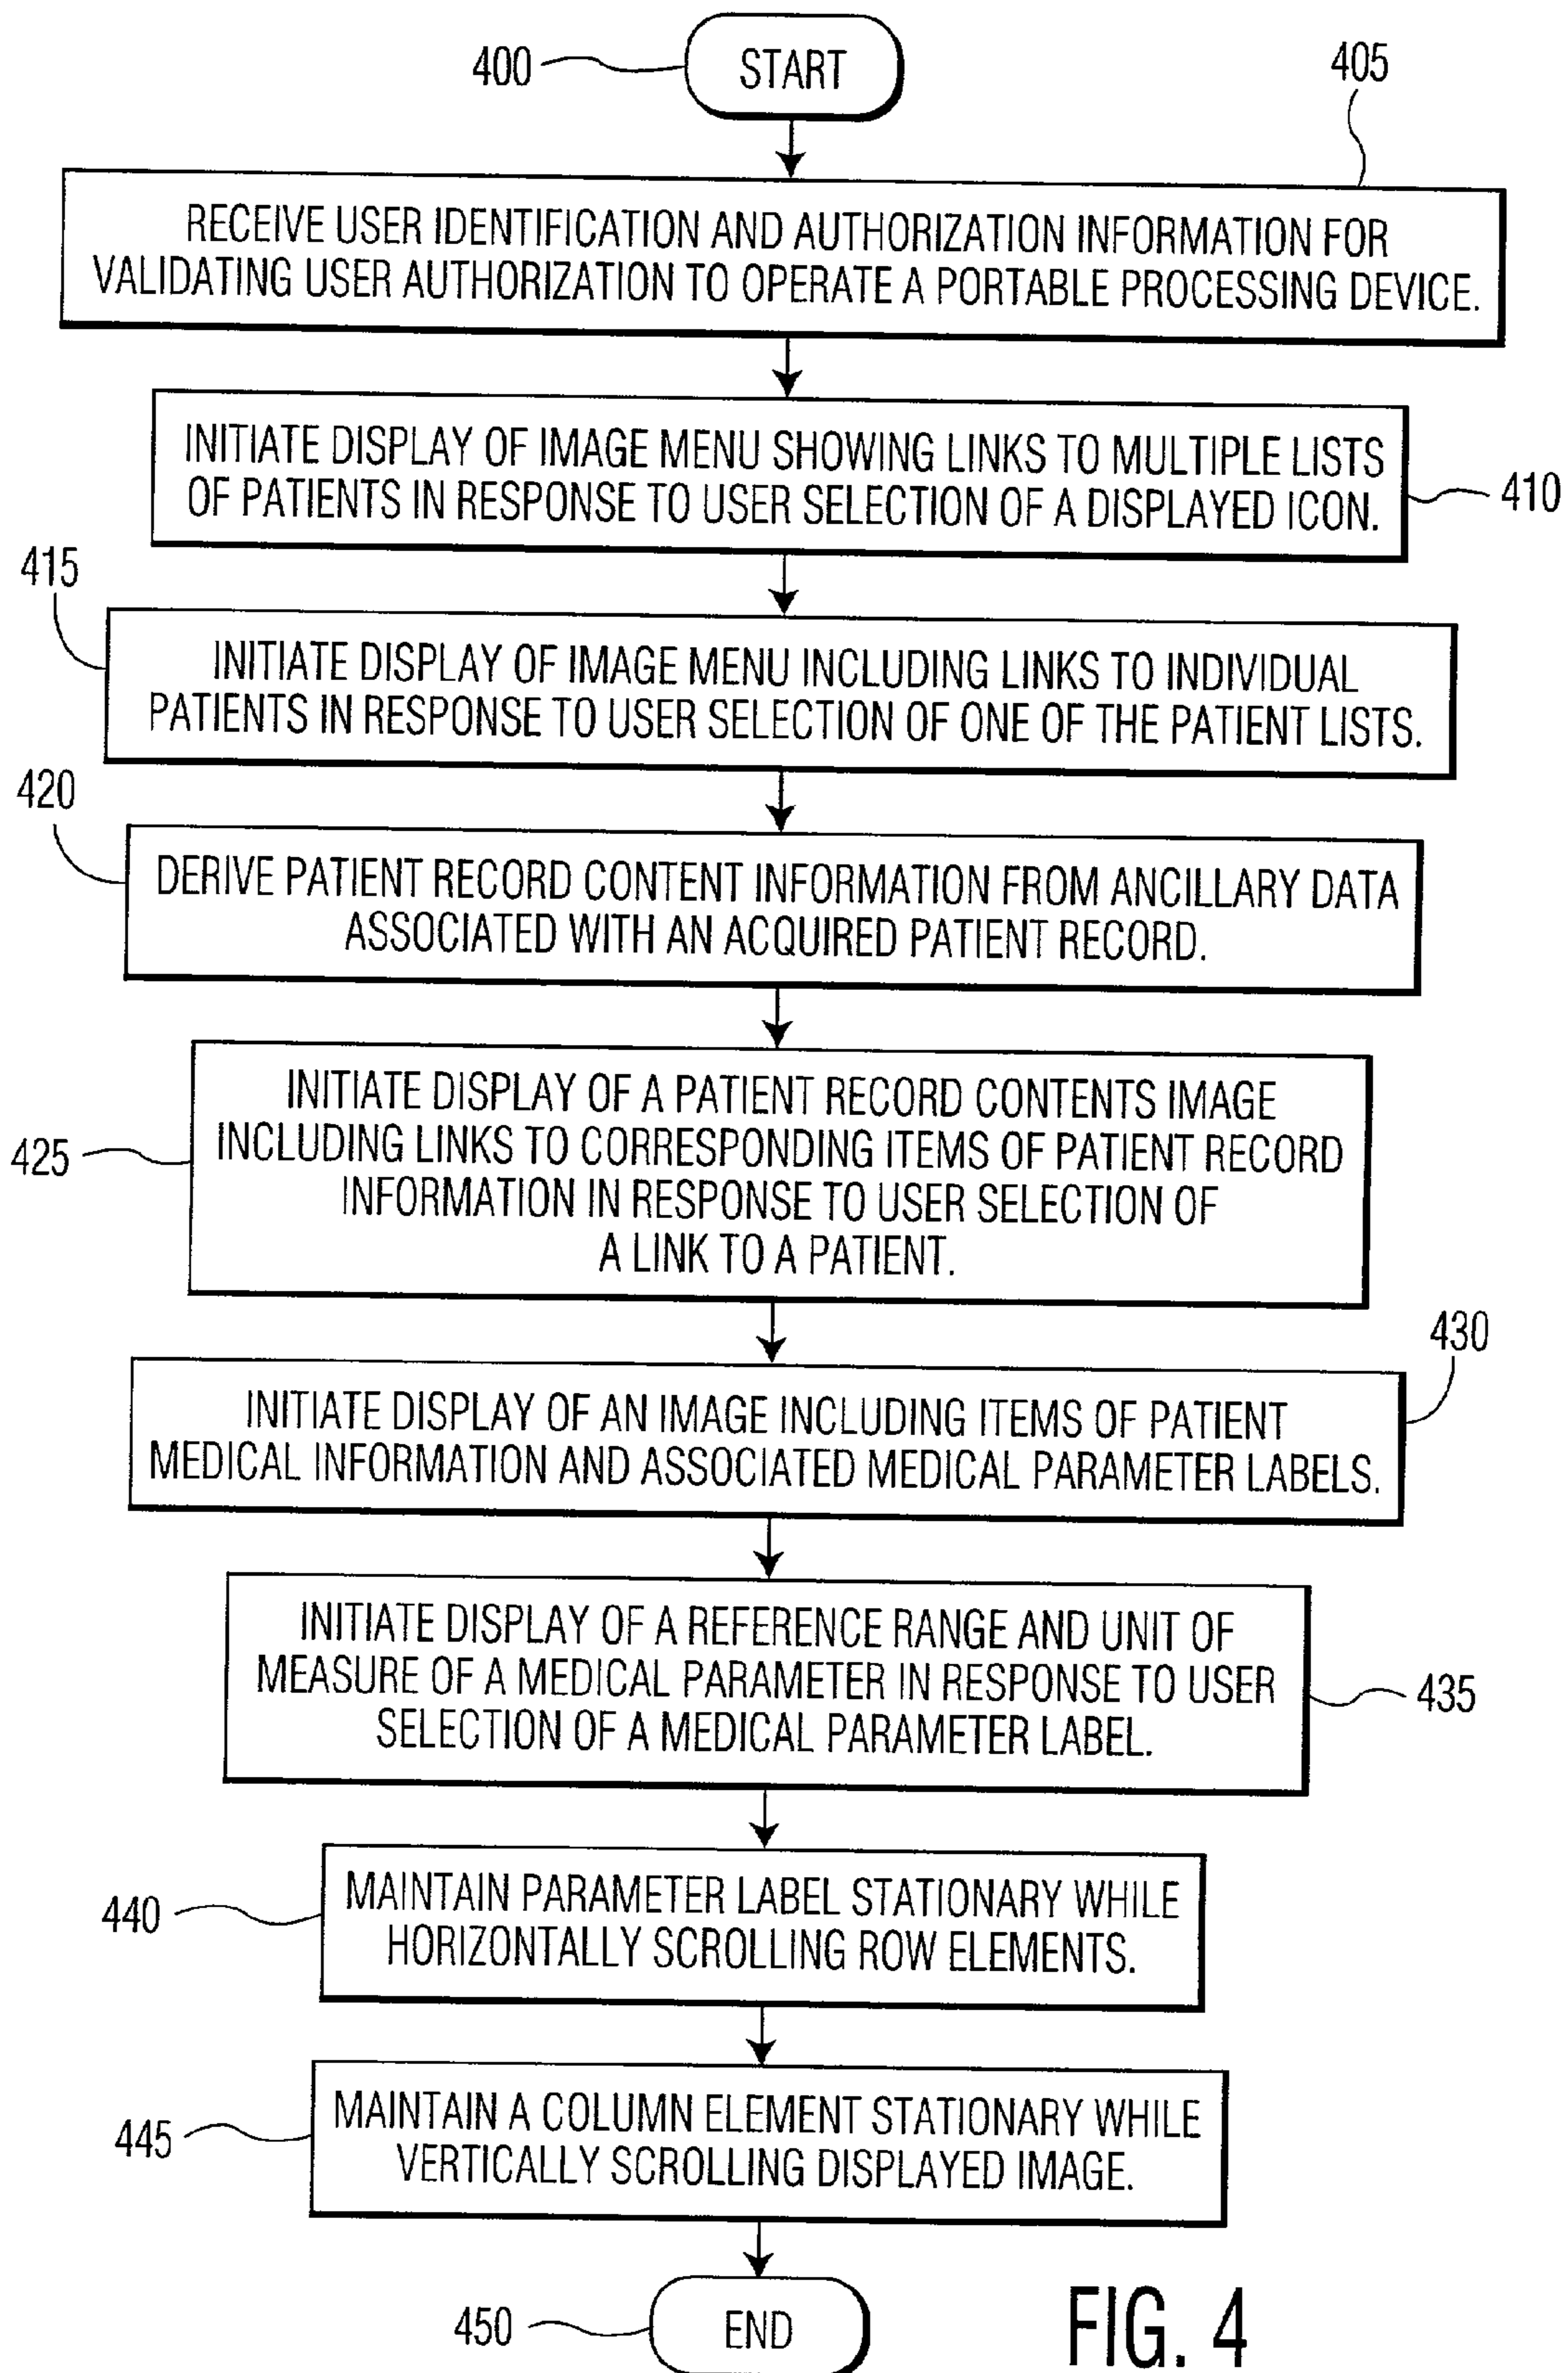 400
START
405
RECEIVE USER IDENTIFICATION AND AUTHORIZATION INFORMATION FOR
VALIDATING USER AUTHORIZATION TO OPERATE A PORTABLE PROCESSING DEVICE.
INITIATE DISPLAY OF IMAGE MENU SHOWING LINKS TO MULTIPLE LISTS
OF PATIENTS IN RESPONSE TO USER SELECTION OF A DISPLAYED ICON.
410
415
INITIATE DISPLAY OF IMAGE MENU INCLUDING LINKS TO INDIVIDUAL
PATIENTS IN RESPONSE TO USER SELECTION OF ONE OF THE PATIENT LISTS.
420
DERIVE PATIENT RECORD CONTENT INFORMATION FROM ANCILLARY DATA
ASSOCIATED WITH AN ACQUIRED PATIENT RECORD.
425
INITIATE DISPLAY OF A PATIENT RECORD CONTENTS IMAGE
INCLUDING LINKS TO CORRESPONDING ITEMS OF PATIENT RECORD
INFORMATION IN RESPONSE TO USER SELECTION OF
A LINK TO A PATIENT.
430
INITIATE DISPLAY OF AN IMAGE INCLUDING ITEMS OF PATIENT
MEDICAL INFORMATION AND ASSOCIATED MEDICAL PARAMETER LABELS.
INITIATE DISPLAY OF A REFERENCE RANGE AND UNIT OF
MEASURE OF A MEDICAL PARAMETER IN RESPONSE TO USER
SELECTION OF A MEDICAL PARAMETER LABEL.
435
440
MAINTAIN PARAMETER LABEL STATIONARY WHILE
HORIZONTALLY SCROLLING ROW ELEMENTS.
445
MAINTAIN A COLUMN ELEMENT STATIONARY WHILE
VERTICALLY SCROLLING DISPLAYED IMAGE.
450
END
FIG. 4